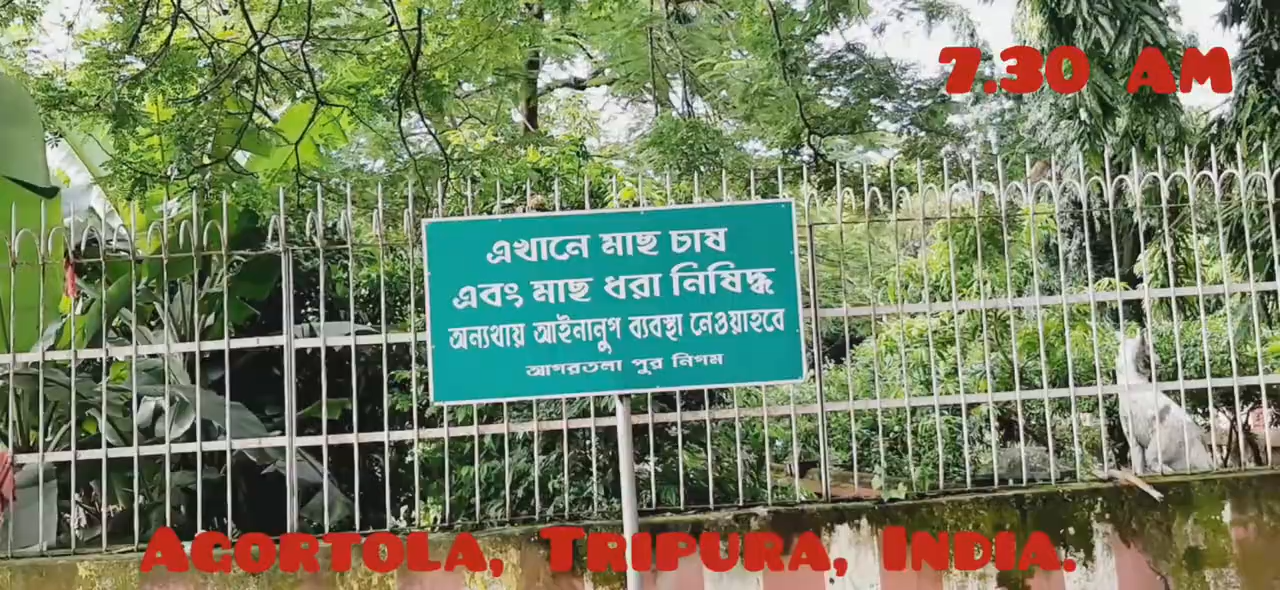 7.30 AM
এখানে মাছ চাষ
এবং মাছ ধরা নিষিদ্ধ
অন্যথায় আইনানুগ ব্যবস্থা নেওয়াহবে
আগরতলা পুর নিগম
Agortola, Tripura, India.